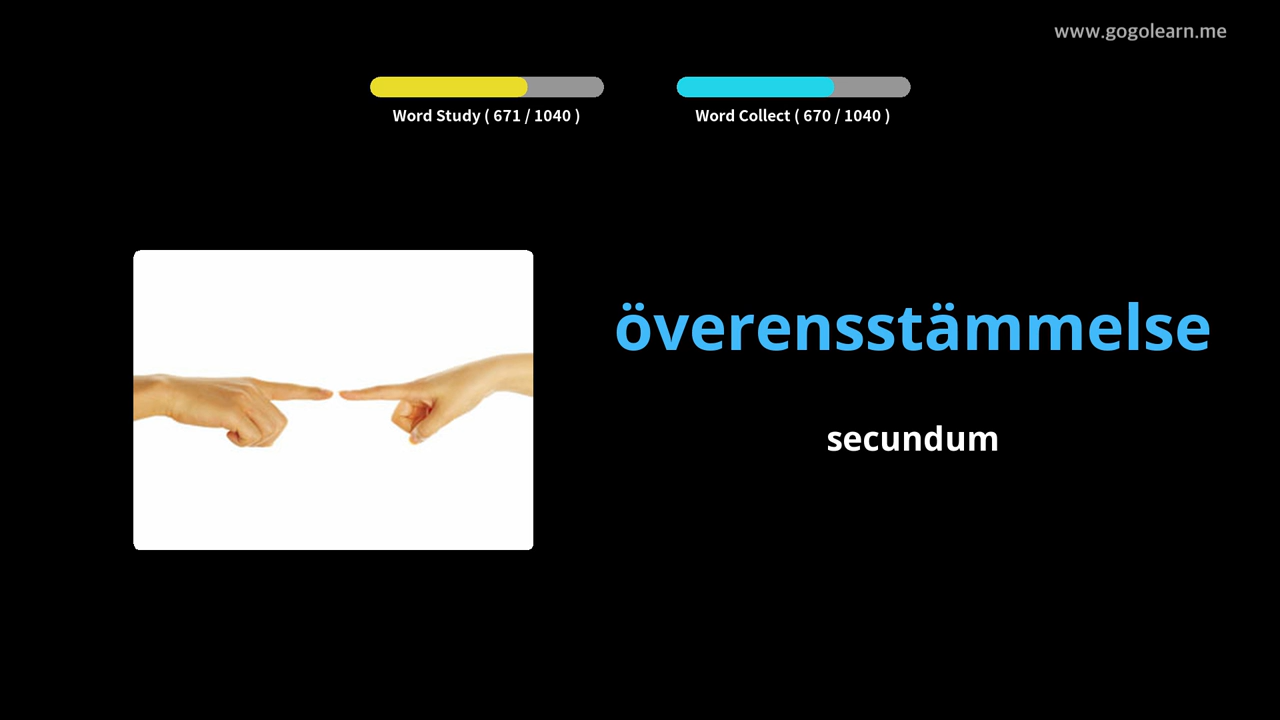 www.gogolearn.me
Word Study ( 671 / 1040 )
Word Collect ( 670 / 1040 )
överensstämmelse
secundum